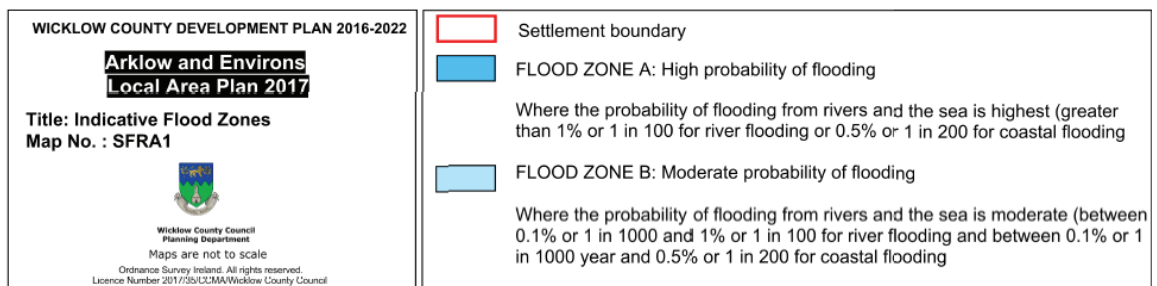 WICKLOW COUNTY DEVELOPMENT PLAN 2016-2022
Arklow and Environs
Local Area Plan 2017
Title: Indicative Flood Zones
Map No. : SFRA1
Wicklow County Council
Planning Department
Maps are not to scale
Ordnance Survey Ireland. All rights reserved.
Licence Number 2017/35/CCMA/Wicklow County Council
Settlement boundary
FLOOD ZONE A: High probability of flooding
Where the probability of flooding from rivers and the sea is highest (greater
than 1% or 1 in 100 for river flooding or 0.5% or 1 in 200 for coastal flooding
FLOOD ZONE B: Moderate probability of flooding
Where the probability of flooding from rivers and the sea is moderate (between
0.1% or 1 in 1000 and 1% or 1 in 100 for river flooding and between 0.1% or 1
in 1000 year and 0.5% or 1 in 200 for coastal flooding